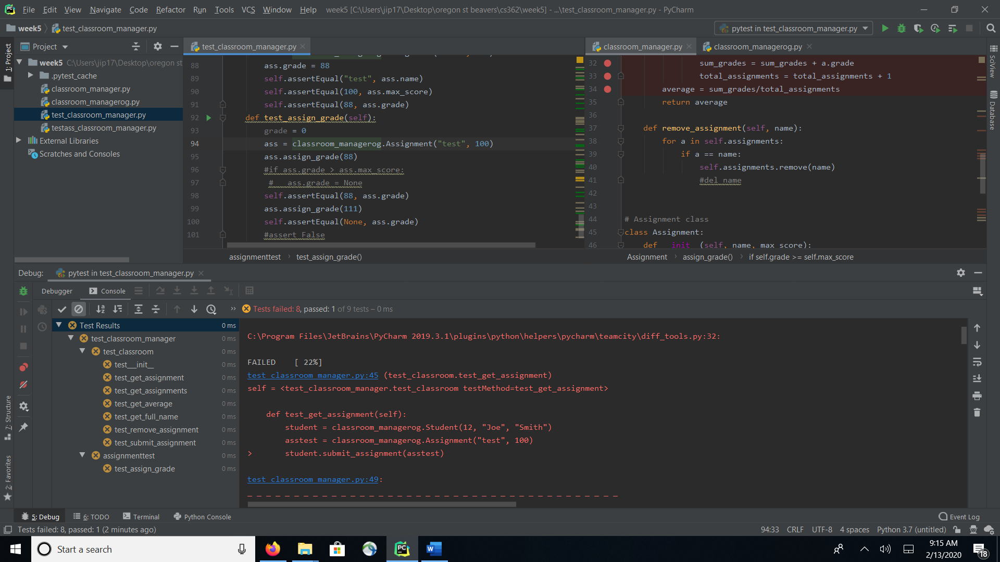 File Edit View Navigate Code Refactor Run Tools VCS Window Help week5 [C:\Users\jip17\Desktop\oregon st beavers\cs362\week5] - ...\test_classroom_manager.py - PyCharm
week5 test_classroom_manager.py pytest in test_classroom_manager.py
1: Project
Project
test_classroom_manager.py
classroom_manager.py
classroom_managerog.py
week5 C:\Users\jip17\Desktop\oregon st
.pytest_cache
classroom_manager.py
classroom_managerog.py
test_classroom_manager.py
testass_classroom_manager.py
External Libraries
Scratches and Consoles
88 ass.grade = 88
89 self.assertEqual("test", ass.name)
90 self.assertEqual(100, ass.max_score)
91 self.assertEqual(88, ass.grade)
92 def test_assign_grade(self):
93 grade = 0
94 ass = classroom_managerog.Assignment("test", 100)
95 ass.assign_grade(88)
96 #if ass.grade > ass.max_score:
97 # ass.grade = None
98 self.assertEqual(88, ass.grade)
99 ass.assign_grade(111)
100 self.assertEqual(None, ass.grade)
101 #assert False
assignmenttest test_assign_grade()
32 sum_grades = sum_grades + a.grade
33 total_assignments = total_assignments + 1
34 average = sum_grades/total_assignments
35 return average
36
37 def remove_assignment(self, name):
38 for a in self.assignments:
39 if a == name:
40 self.assignments.remove(name)
41 #del name
42
43
44 # Assignment class
45 class Assignment:
46 def __init__(self, name, max_score):
Assignment assign_grade() if self.grade >= self.max_score
SciView
Database
Debug: pytest in test_classroom_manager.py
Debugger Console
Tests failed: 8, passed: 1 of 9 tests – 0 ms
Test Results 0 ms
test_classroom_manager 0 ms
test_classroom 0 ms
test__init__ 0 ms
test_get_assignment 0 ms
test_get_assignments 0 ms
test_get_average 0 ms
test_get_full_name 0 ms
test_remove_assignment 0 ms
test_submit_assignment 0 ms
assignmenttest 0 ms
test_assign_grade 0 ms
C:\Program Files\JetBrains\PyCharm 2019.3.1\plugins\python\helpers\pycharm\teamcity\diff_tools.py:32:
FAILED [ 22%]
test_classroom_manager.py:45 (test_classroom.test_get_assignment)
self = <test_classroom_manager.test_classroom testMethod=test_get_assignment>
def test_get_assignment(self):
student = classroom_managerog.Student(12, "Joe", "Smith")
asstest = classroom_managerog.Assignment("test", 100)
> student.submit_assignment(asstest)
test_classroom_manager.py:49:
_ _ _ _ _ _ _ _ _ _ _ _ _ _ _ _ _ _ _ _ _ _ _ _ _ _ _ _ _ _ _ _ _ _ _ _ _ _ _ _
7: Structure
2: Favorites
5: Debug 6: TODO Terminal Python Console Event Log
Tests failed: 8, passed: 1 (2 minutes ago) 94:33 CRLF UTF-8 4 spaces Python 3.7 (untitled)
Start a search
9:15 AM
2/13/2020
18